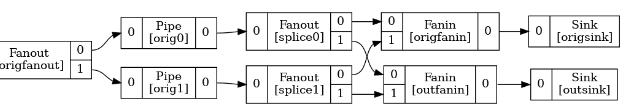 Fanout
origfanout]
0
1
0
Pipe
[orig0]
0
0
Pipe
[orig1]
0
0
Fanout
[splice0]
0
1
0
Fanout
[splice1]
0
1
0
1
Fanin
[origfanin]
0
0
1
Fanin
[outfanin]
0
0
Sink
[origsink]
0
Sink
[outsink]